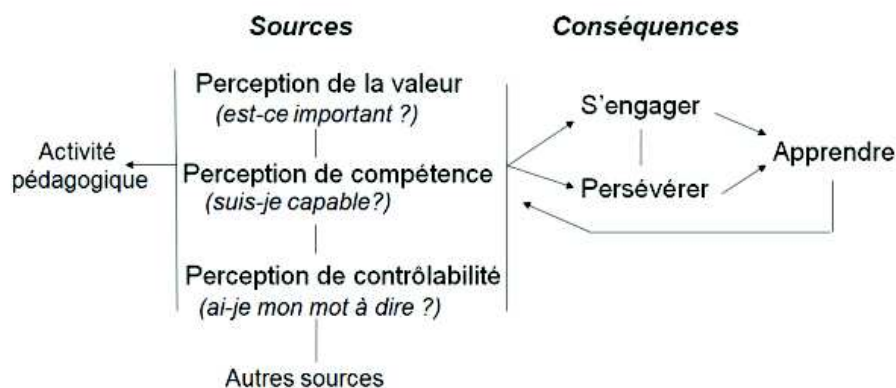 Sources
Conséquences
Perception de la valeur
(est-ce important ?)
S'engager
Activité
pédagogique
Perception de compétence
(suis-je capable?)
Apprendre
Persévérer
Perception de contrôlabilité
(ai-je mon mot à dire ?)
Autres sources